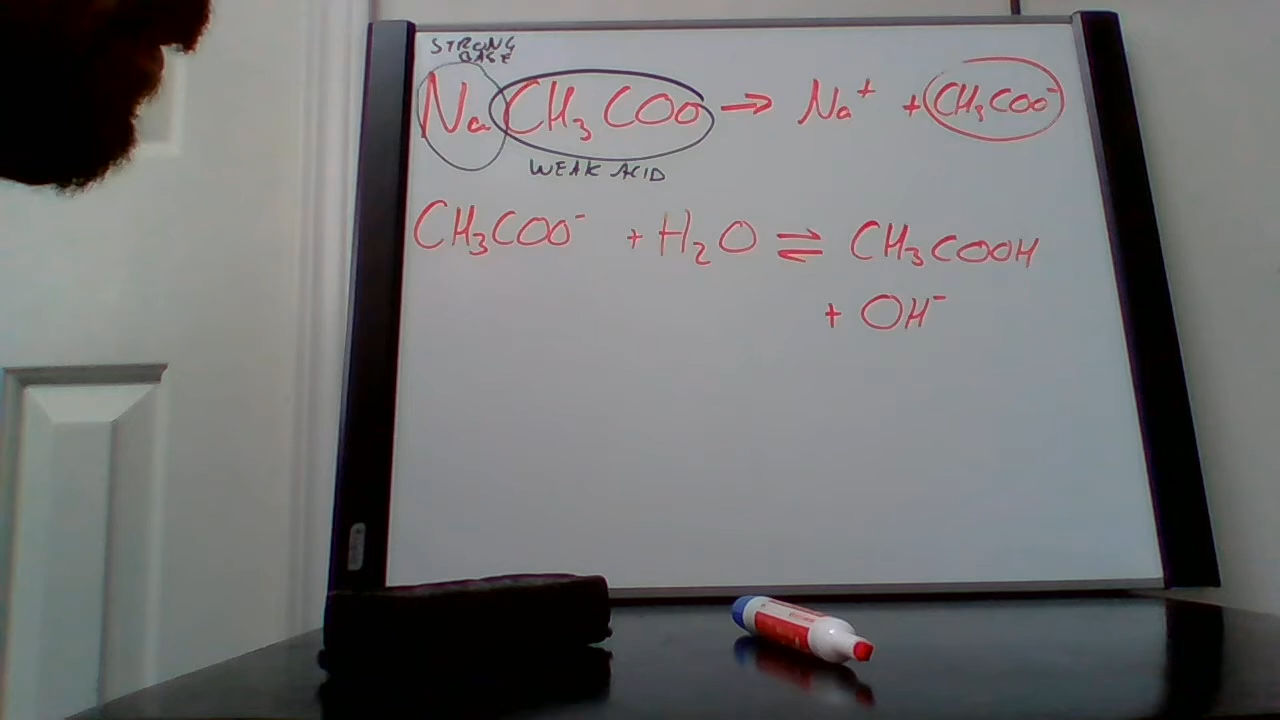 STRONG
BASE
NaCH₃COO → Na⁺ + CH₃COO⁻
WEAK ACID
CH₃COO⁻ + H₂O ⇌ CH₃COOH
+ OH⁻